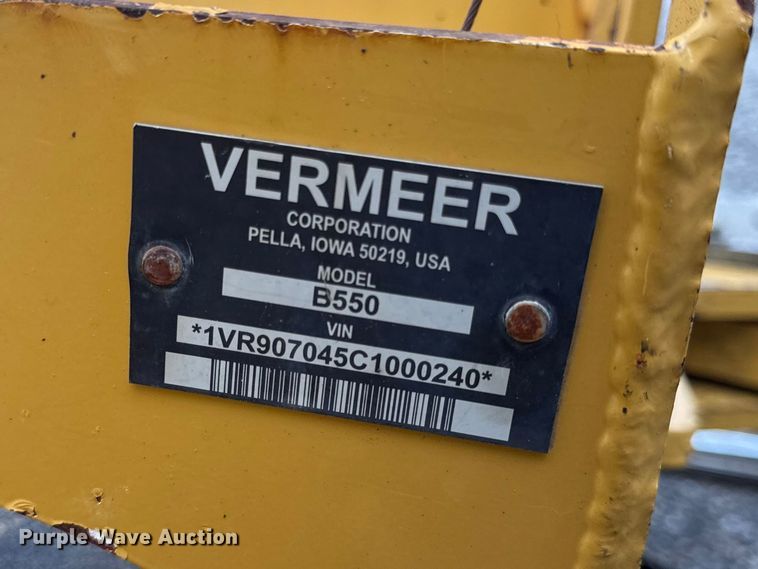 VERMEER
CORPORATION
PELLA, IOWA 50219, USA
MODEL
B550
VIN
*1VR907045C1000240*
Purple Wave Auction